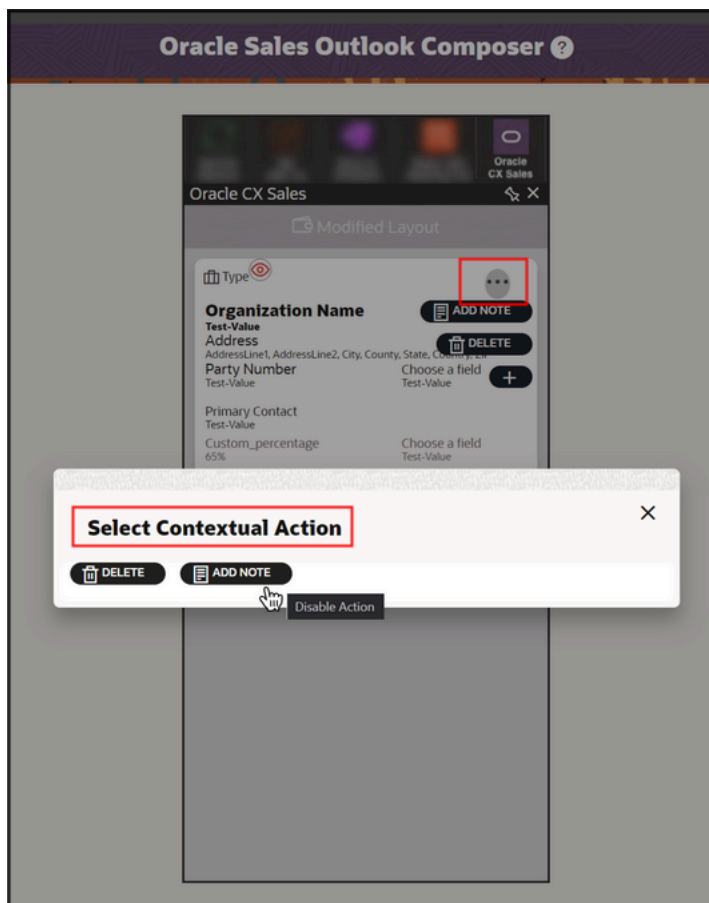 Oracle Sales Outlook Composer ?
Oracle
CX Sales
Oracle CX Sales
Modified Layout
Type
Organization Name
ADD NOTE
Test-Value
Address
DELETE
AddressLine1, AddressLine2, City, County, State, Country, Zip
Party Number Choose a field
Test-Value Test-Value
Primary Contact
Test-Value
Custom_percentage Choose a field
65% Test-Value
Select Contextual Action
DELETE ADD NOTE
Disable Action